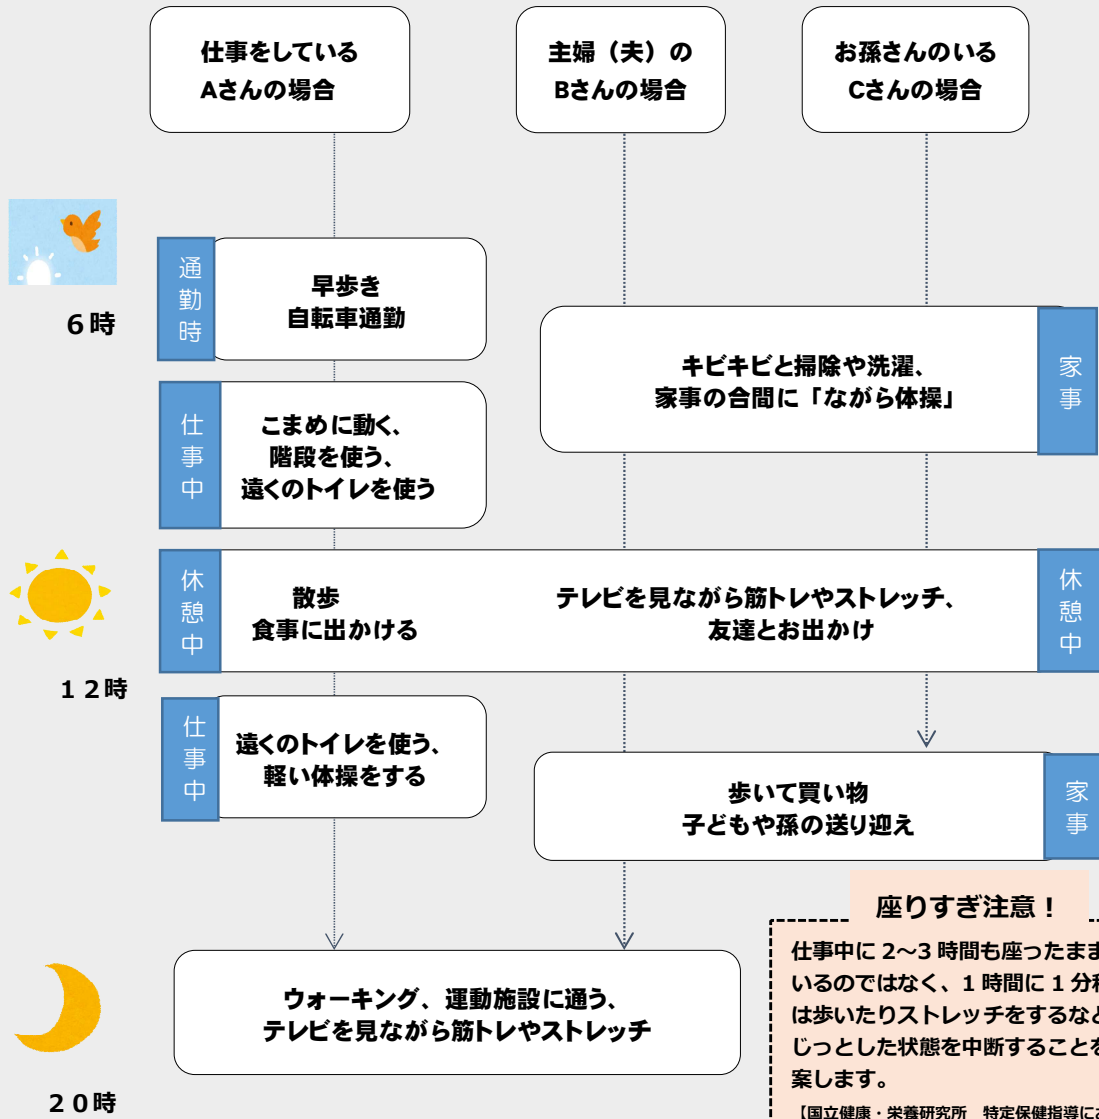 仕事をしている
Aさんの場合
主婦（夫）の
Bさんの場合
お孫さんのいる
Cさんの場合
6時
通勤時
早歩き
自転車通勤
キビキビと掃除や洗濯、
家事の合間に「ながら体操」
家事
仕事中
こまめに動く、
階段を使う、
遠くのトイレを使う
休憩中
散歩
食事に出かける
テレビを見ながら筋トレやストレッチ、
友達とお出かけ
休憩中
12時
仕事中
遠くのトイレを使う、
軽い体操をする
歩いて買い物
子どもや孫の送り迎え
家事
ウォーキング、運動施設に通う、
テレビを見ながら筋トレやストレッチ
20時
座りすぎ注意！
仕事中に2～3時間も座ったまま
いるのではなく、1時間に1分程
は歩いたりストレッチをするなど
じっとした状態を中断することを
案します。
【国立健康・栄養研究所　特定保健指導にお